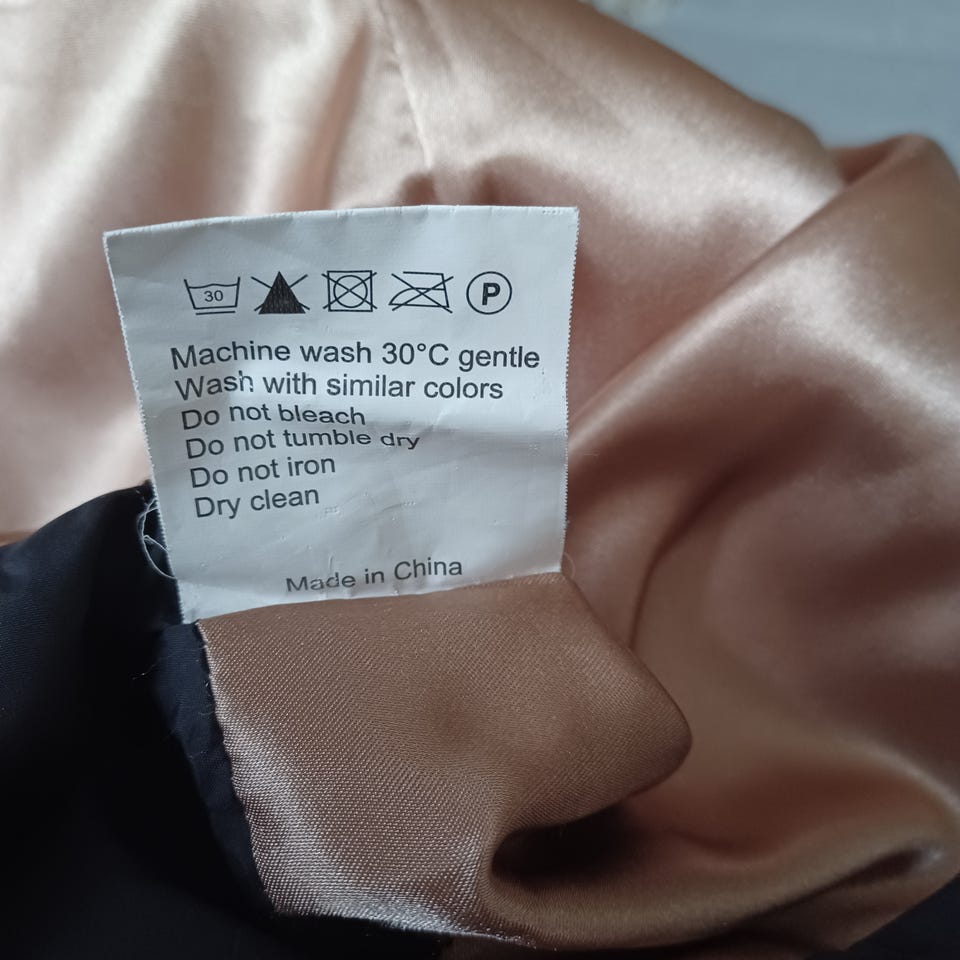 30 P
Machine wash 30°C gentle
Wash with similar colors
Do not bleach
Do not tumble dry
Do not iron
Dry clean
Made in China